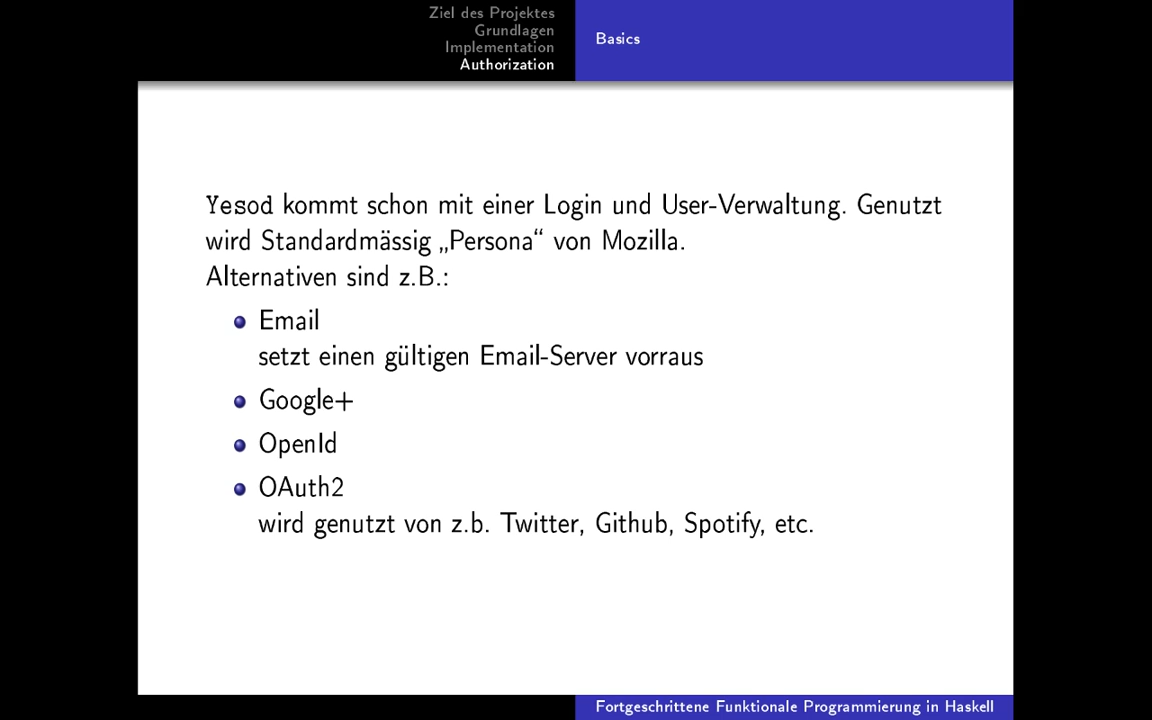 Ziel des Projektes
Grundlagen
Implementation
Authorization
Basics
Yesod kommt schon mit einer Login und User-Verwaltung. Genutzt
wird Standardmässig „Persona“ von Mozilla.
Alternativen sind z.B.:
Email
setzt einen gültigen Email-Server vorraus
Google+
OpenId
OAuth2
wird genutzt von z.b. Twitter, Github, Spotify, etc.
Fortgeschrittene Funktionale Programmierung in Haskell